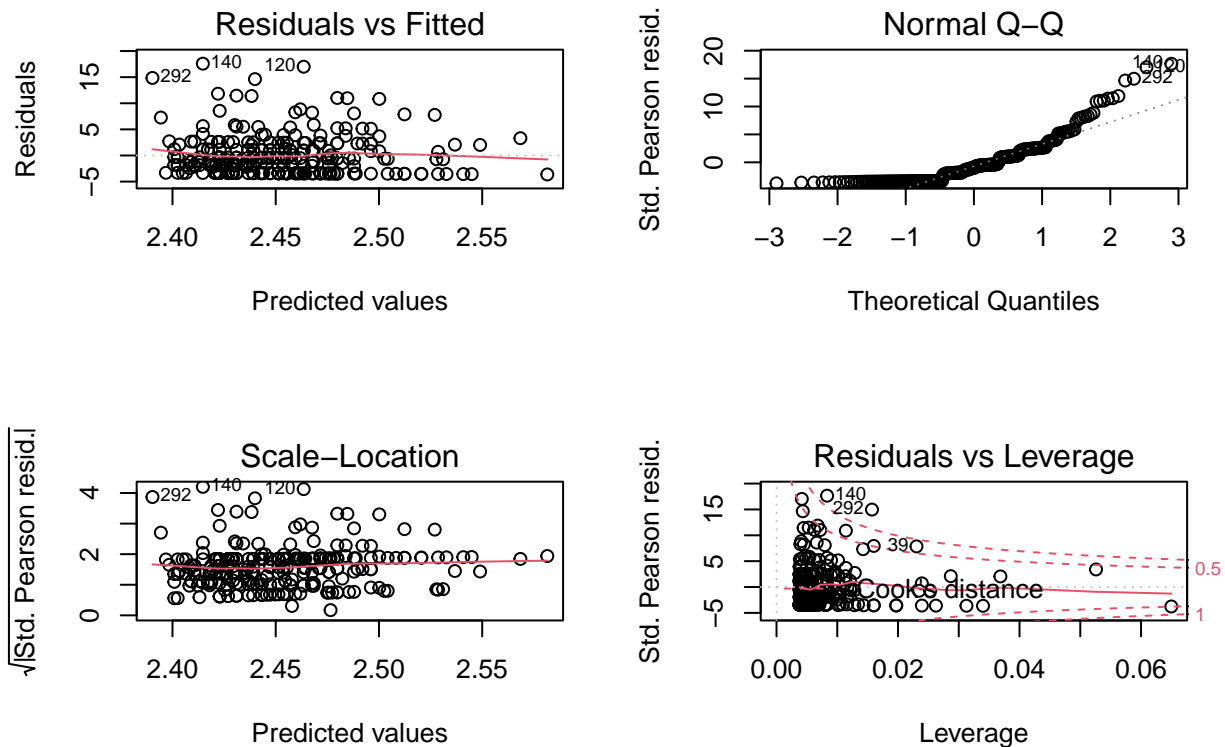 Residuals vs Fitted
Residuals
15
5
−5
292
140
120
2.40 2.45 2.50 2.55
Predicted values
Normal Q−Q
Std. Pearson resid.
20
10
0
140
120
292
−3 −2 −1 0 1 2 3
Theoretical Quantiles
Scale−Location
√|Std. Pearson resid.|
4
2
0
292
140
120
2.40 2.45 2.50 2.55
Predicted values
Residuals vs Leverage
Std. Pearson resid.
15
5
−5
140
292
39
Cook's distance
0.5
1
0.00 0.02 0.04 0.06
Leverage